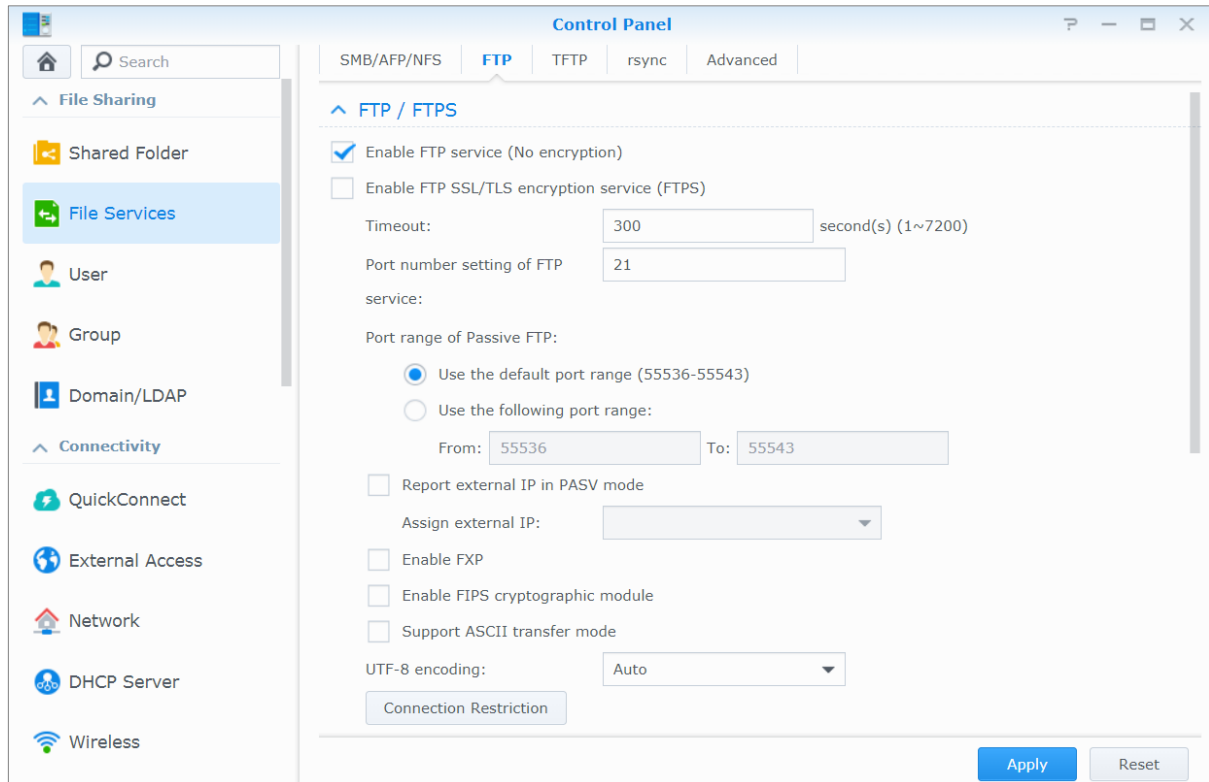 Control Panel
Search
File Sharing
Shared Folder
File Services
User
Group
Domain/LDAP
Connectivity
QuickConnect
External Access
Network
DHCP Server
Wireless
SMB/AFP/NFS FTP TFTP rsync Advanced
FTP / FTPS
Enable FTP service (No encryption)
Enable FTP SSL/TLS encryption service (FTPS)
Timeout: 300 second(s) (1~7200)
Port number setting of FTP 21
service:
Port range of Passive FTP:
Use the default port range (55536-55543)
Use the following port range:
From: 55536 To: 55543
Report external IP in PASV mode
Assign external IP:
Enable FXP
Enable FIPS cryptographic module
Support ASCII transfer mode
UTF-8 encoding: Auto
Connection Restriction
Apply Reset